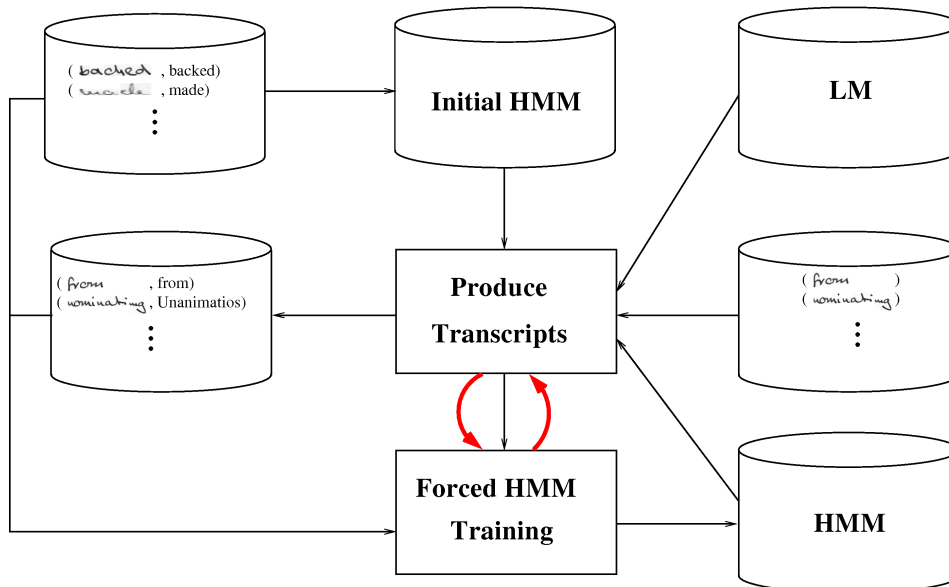 ( backed , backed)
( made , made)
Initial HMM
LM
( from , from)
( nominating , Unanimatios)
Produce
Transcripts
( from )
( nominating )
Forced HMM
Training
HMM